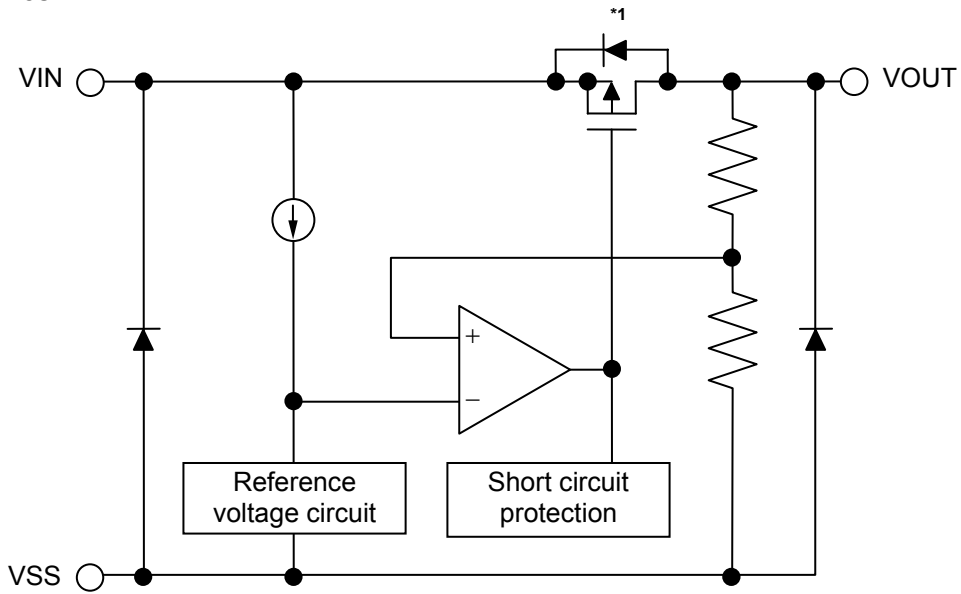 *1
VIN
VOUT
+
−
Reference
voltage circuit
Short circuit
protection
VSS